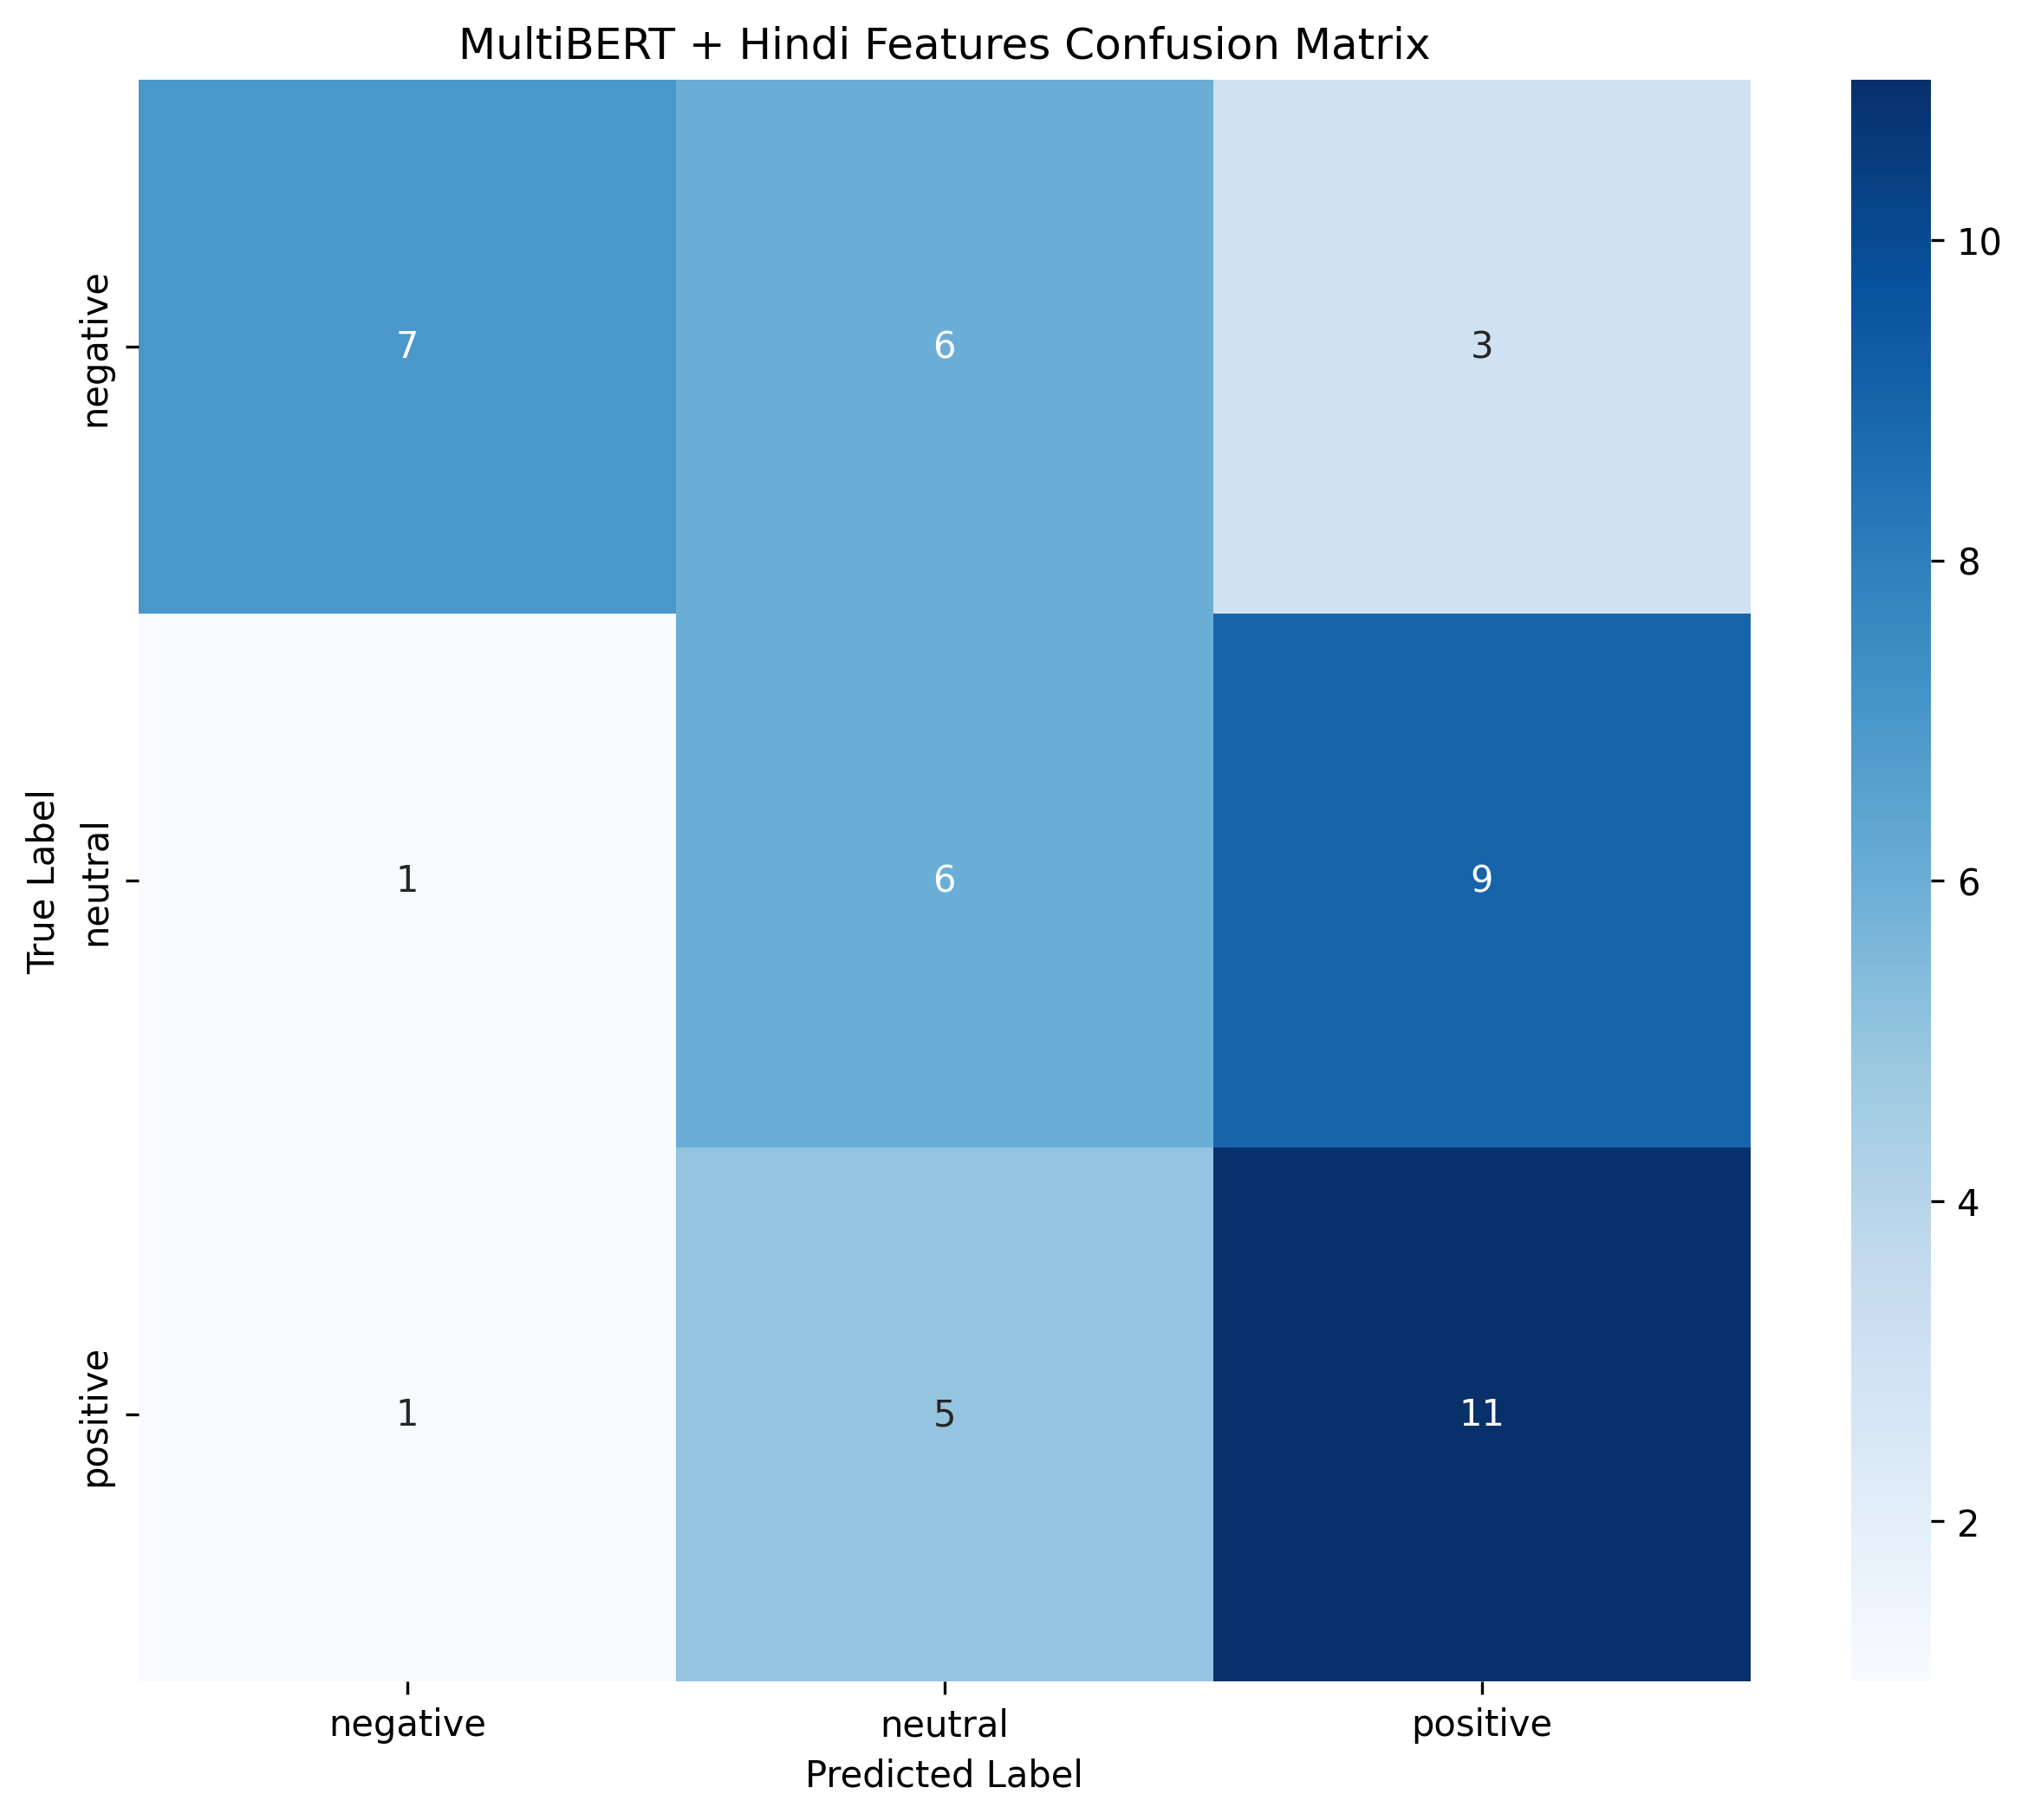 MultiBERT + Hindi Features Confusion Matrix
True Label
negative
7 6 3
neutral
1 6 9
positive
1 5 11
negative neutral positive
Predicted Label
10
8
6
4
2